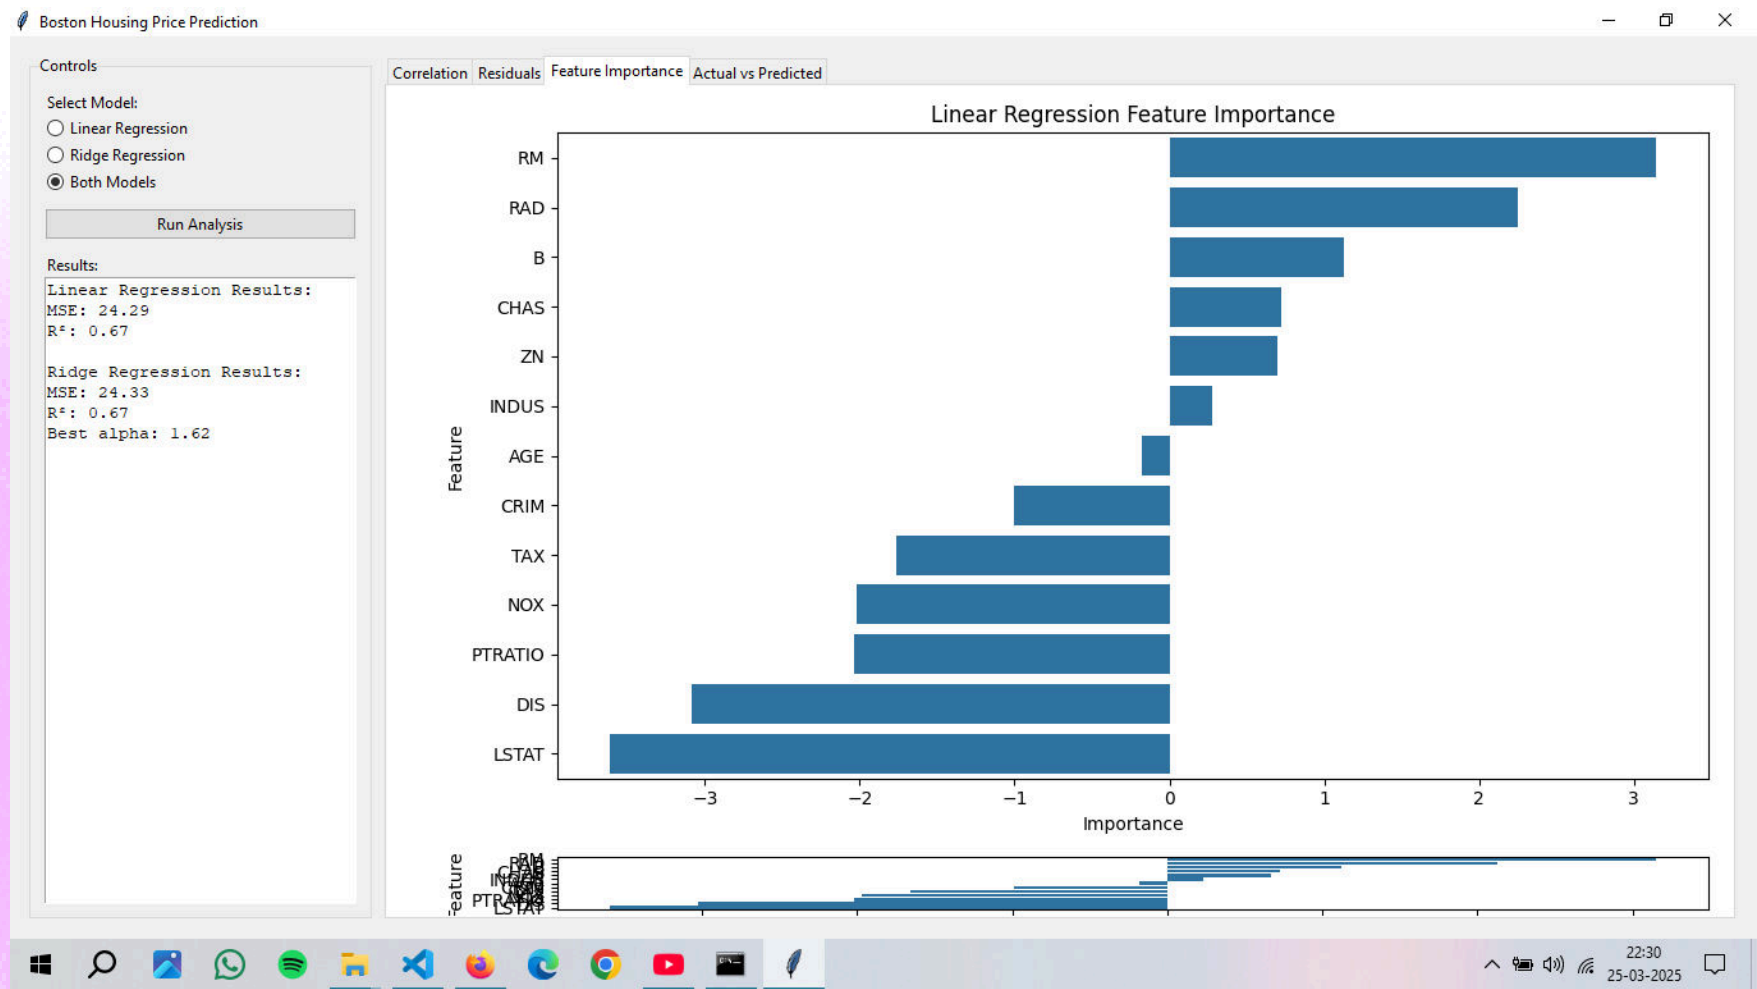 Boston Housing Price Prediction
Controls
Select Model:
Linear Regression
Ridge Regression
Both Models
Run Analysis
Results:
Linear Regression Results:
MSE: 24.29
R²: 0.67
Ridge Regression Results:
MSE: 24.33
R²: 0.67
Best alpha: 1.62
Correlation Residuals Feature Importance Actual vs Predicted
Linear Regression Feature Importance
RM
RAD
B
CHAS
ZN
INDUS
AGE
CRIM
TAX
NOX
PTRATIO
DIS
LSTAT
Feature
−3 −2 −1 0 1 2 3
Importance
Feature
RM
PTRATIO
LSTAT
22:30
25-03-2025